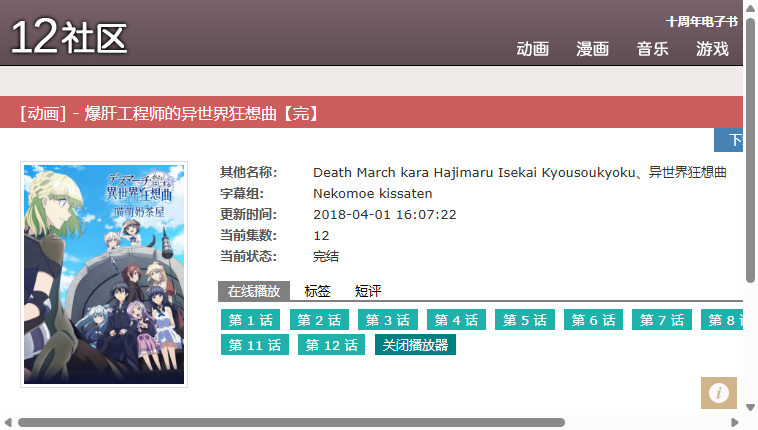 12社区
十周年电子书
动画 漫画 音乐 游戏
[动画] - 爆肝工程师的异世界狂想曲【完】
デスマーチからはじまる
異世界狂想曲
喵萌奶茶屋
其他名称: Death March kara Hajimaru Isekai Kyousoukyoku、异世界狂想曲
字幕组: Nekomoe kissaten
更新时间: 2018-04-01 16:07:22
当前集数: 12
当前状态: 完结
在线播放 标签 短评
第 1 话 第 2 话 第 3 话 第 4 话 第 5 话 第 6 话 第 7 话 第 8
第 11 话 第 12 话 关闭播放器